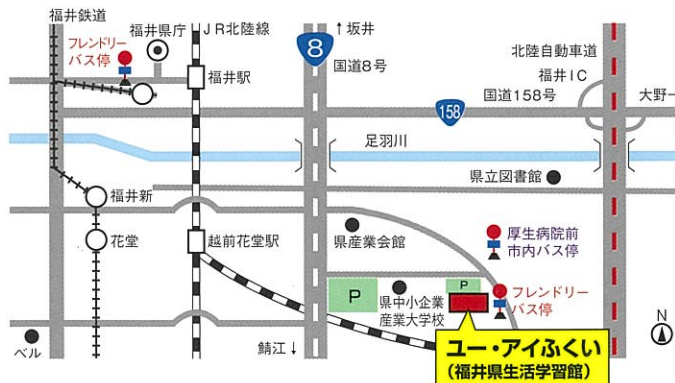 福井鉄道
福井県庁
JR北陸線
↑坂井
フレンドリー
バス停
8
国道8号
北陸自動車道
福井IC
国道158号
大野→
福井駅
158
足羽川
県立図書館
福井新
花堂
越前花堂駅
県産業会館
厚生病院前
市内バス停
P
P
県中小企業
産業大学校
フレンドリー
バス停
ベル
鯖江↓
ユー・アイふくい
(福井県生活学習館)
N